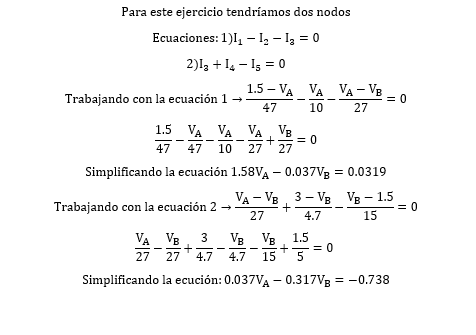 Para este ejercicio tendríamos dos nodos
Ecuaciones: 1)I₁ − I₂ − I₃ = 0
2)I₃ + I₄ − I₅ = 0
Trabajando con la ecuación 1 → (1.5 − V_A)/47 − V_A/10 − (V_A − V_B)/27 = 0
1.5/47 − V_A/47 − V_A/10 − V_A/27 + V_B/27 = 0
Simplificando la ecuación 1.58V_A − 0.037V_B = 0.0319
Trabajando con la ecuación 2 → (V_A − V_B)/27 + (3 − V_B)/4.7 − (V_B − 1.5)/15 = 0
V_A/27 − V_B/27 + 3/4.7 − V_B/4.7 − V_B/15 + 1.5/5 = 0
Simplificando la ecución: 0.037V_A − 0.317V_B = −0.738